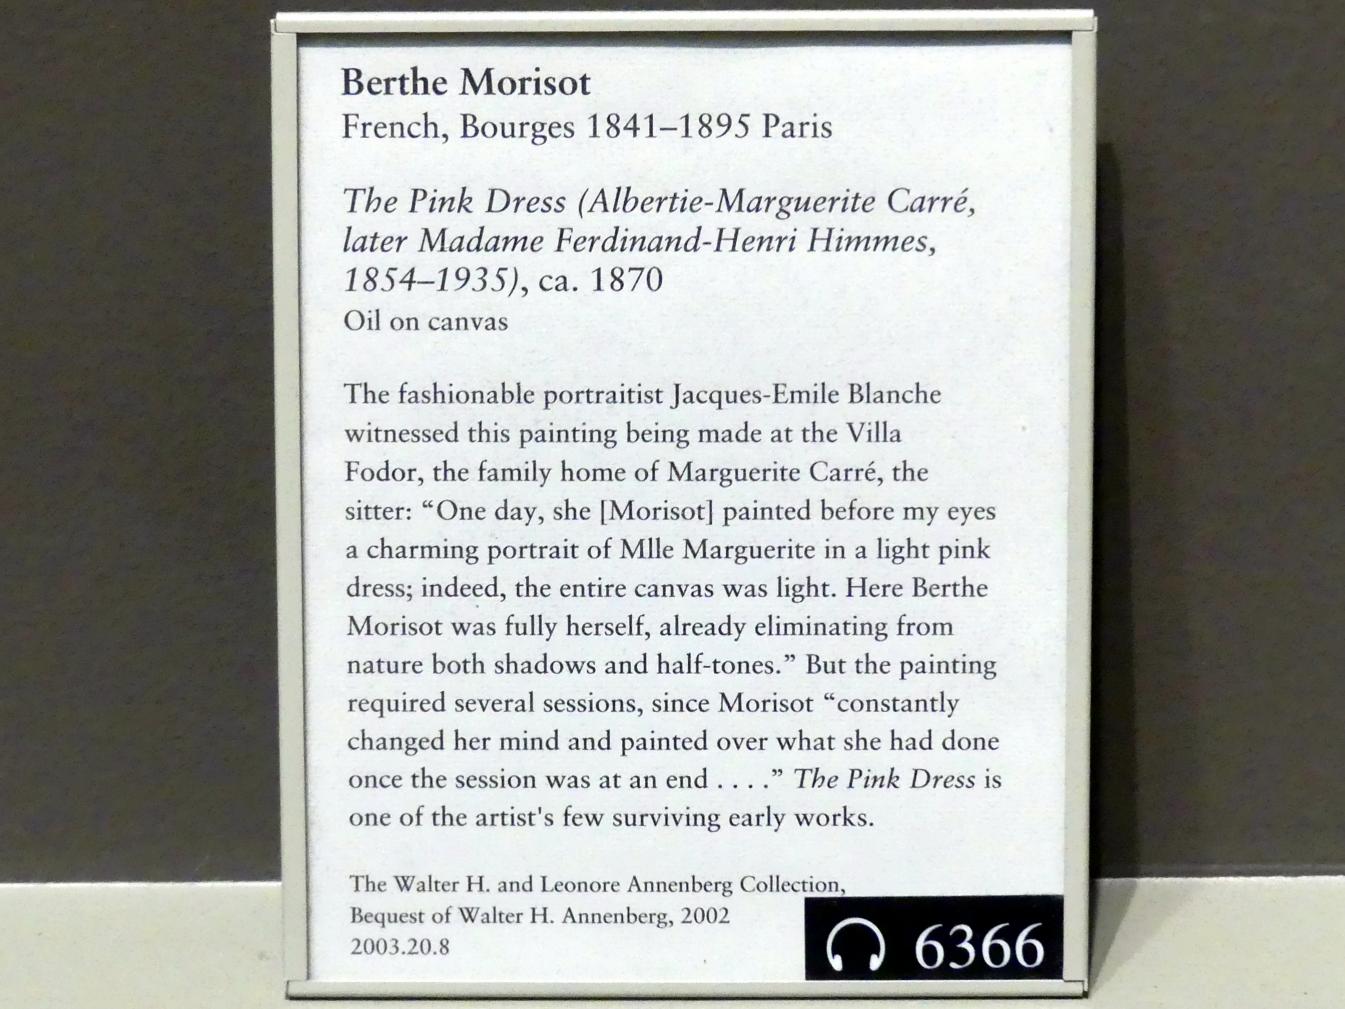 Berthe Morisot
French, Bourges 1841–1895 Paris
The Pink Dress (Albertie-Marguerite Carré,
later Madame Ferdinand-Henri Himmes,
1854–1935), ca. 1870
Oil on canvas
The fashionable portraitist Jacques-Emile Blanche
witnessed this painting being made at the Villa
Fodor, the family home of Marguerite Carré, the
sitter: “One day, she [Morisot] painted before my eyes
a charming portrait of Mlle Marguerite in a light pink
dress; indeed, the entire canvas was light. Here Berthe
Morisot was fully herself, already eliminating from
nature both shadows and half-tones.” But the painting
required several sessions, since Morisot “constantly
changed her mind and painted over what she had done
once the session was at an end . . . .” The Pink Dress is
one of the artist's few surviving early works.
The Walter H. and Leonore Annenberg Collection,
Bequest of Walter H. Annenberg, 2002
2003.20.8
6366